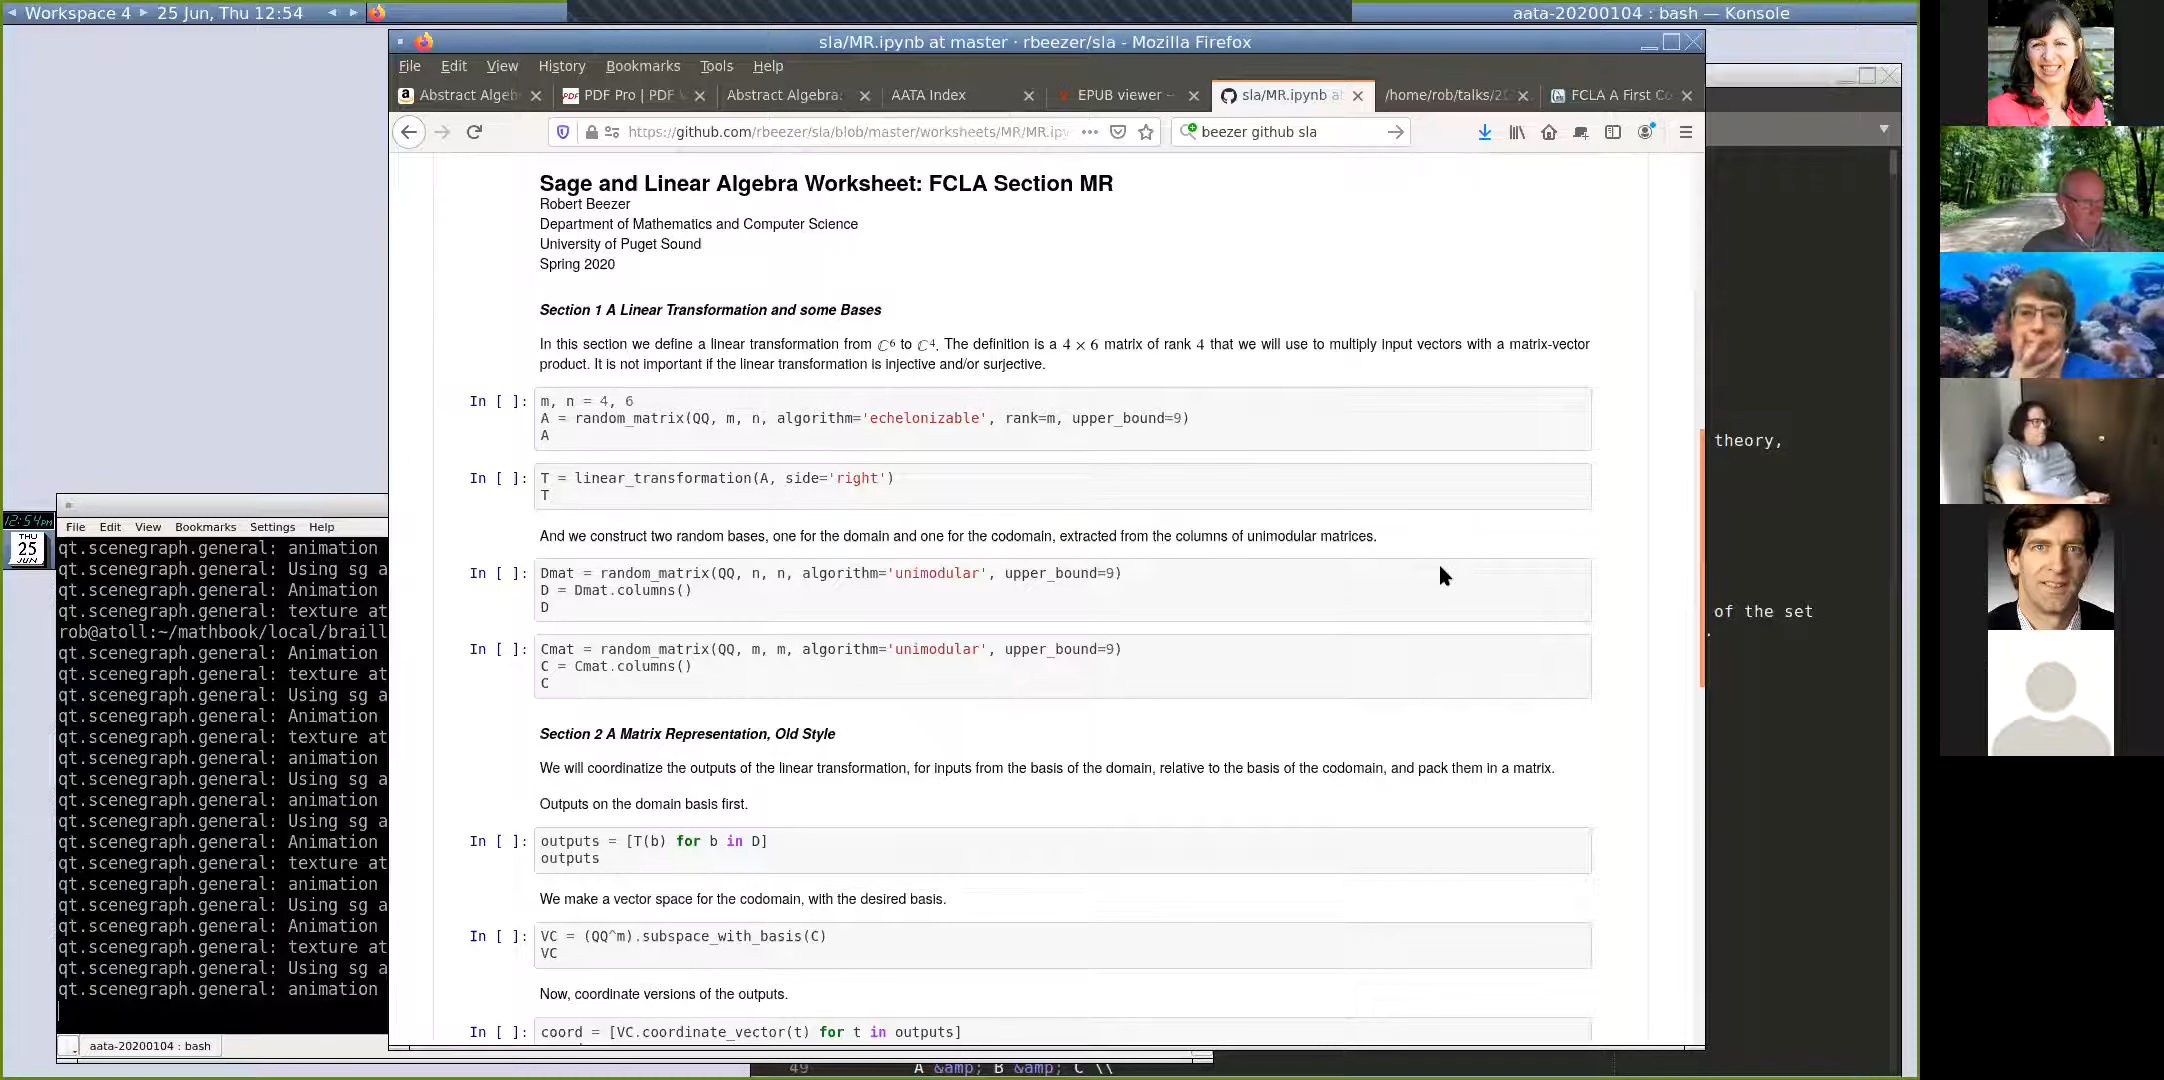 Workspace 4
25 Jun, Thu 12:54
aata-20200104 : bash — Konsole
sla/MR.ipynb at master · rbeezer/sla - Mozilla Firefox
File Edit View History Bookmarks Tools Help
Abstract Algeb
PDF Pro | PDF
Abstract Algebra:
AATA Index
EPUB viewer –
sla/MR.ipynb at
/home/rob/talks/20
FCLA A First Co
https://github.com/rbeezer/sla/blob/master/worksheets/MR/MR.ipy
beezer github sla
Sage and Linear Algebra Worksheet: FCLA Section MR
Robert Beezer
Department of Mathematics and Computer Science
University of Puget Sound
Spring 2020
Section 1 A Linear Transformation and some Bases
In this section we define a linear transformation from ℂ⁶ to ℂ⁴. The definition is a 4 × 6 matrix of rank 4 that we will use to multiply input vectors with a matrix-vector
product. It is not important if the linear transformation is injective and/or surjective.
In [ ]: m, n = 4, 6
A = random_matrix(QQ, m, n, algorithm='echelonizable', rank=m, upper_bound=9)
A
In [ ]: T = linear_transformation(A, side='right')
T
And we construct two random bases, one for the domain and one for the codomain, extracted from the columns of unimodular matrices.
In [ ]: Dmat = random_matrix(QQ, n, n, algorithm='unimodular', upper_bound=9)
D = Dmat.columns()
D
In [ ]: Cmat = random_matrix(QQ, m, m, algorithm='unimodular', upper_bound=9)
C = Cmat.columns()
C
Section 2 A Matrix Representation, Old Style
We will coordinatize the outputs of the linear transformation, for inputs from the basis of the domain, relative to the basis of the codomain, and pack them in a matrix.
Outputs on the domain basis first.
In [ ]: outputs = [T(b) for b in D]
outputs
We make a vector space for the codomain, with the desired basis.
In [ ]: VC = (QQ^m).subspace_with_basis(C)
VC
Now, coordinate versions of the outputs.
In [ ]: coord = [VC.coordinate_vector(t) for t in outputs]
theory,
of the set
12:54PM
THU
25
JUN
File Edit View Bookmarks Settings Help
qt.scenegraph.general: animation
qt.scenegraph.general: Using sg a
qt.scenegraph.general: Animation
qt.scenegraph.general: texture at
rob@atoll:~/mathbook/local/braill
qt.scenegraph.general: Animation
qt.scenegraph.general: texture at
qt.scenegraph.general: Using sg a
qt.scenegraph.general: Animation
qt.scenegraph.general: texture at
qt.scenegraph.general: animation
qt.scenegraph.general: Using sg a
qt.scenegraph.general: animation
qt.scenegraph.general: Using sg a
qt.scenegraph.general: Animation
qt.scenegraph.general: texture at
qt.scenegraph.general: animation
qt.scenegraph.general: Using sg a
qt.scenegraph.general: Animation
qt.scenegraph.general: texture at
qt.scenegraph.general: Using sg a
qt.scenegraph.general: animation
aata-20200104 : bash
49 A &amp; B &amp; C \\